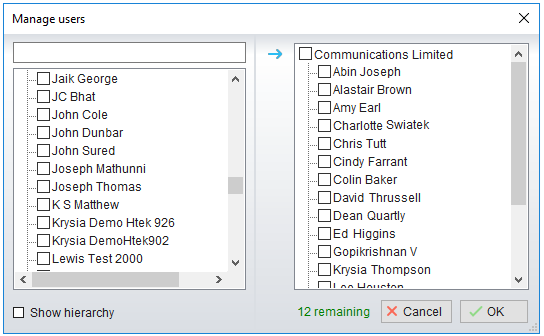 Manage users
Jaik George
JC Bhat
John Cole
John Dunbar
John Sured
Joseph Mathunni
Joseph Thomas
K S Matthew
Krysia Demo Htek 926
Krysia DemoHtek902
Lewis Test 2000
Show hierarchy
Communications Limited
Abin Joseph
Alastair Brown
Amy Earl
Charlotte Swiatek
Chris Tutt
Cindy Farrant
Colin Baker
David Thrussell
Dean Quartly
Ed Higgins
Gopikrishnan V
Krysia Thompson
Lee Houston
12 remaining
Cancel
OK